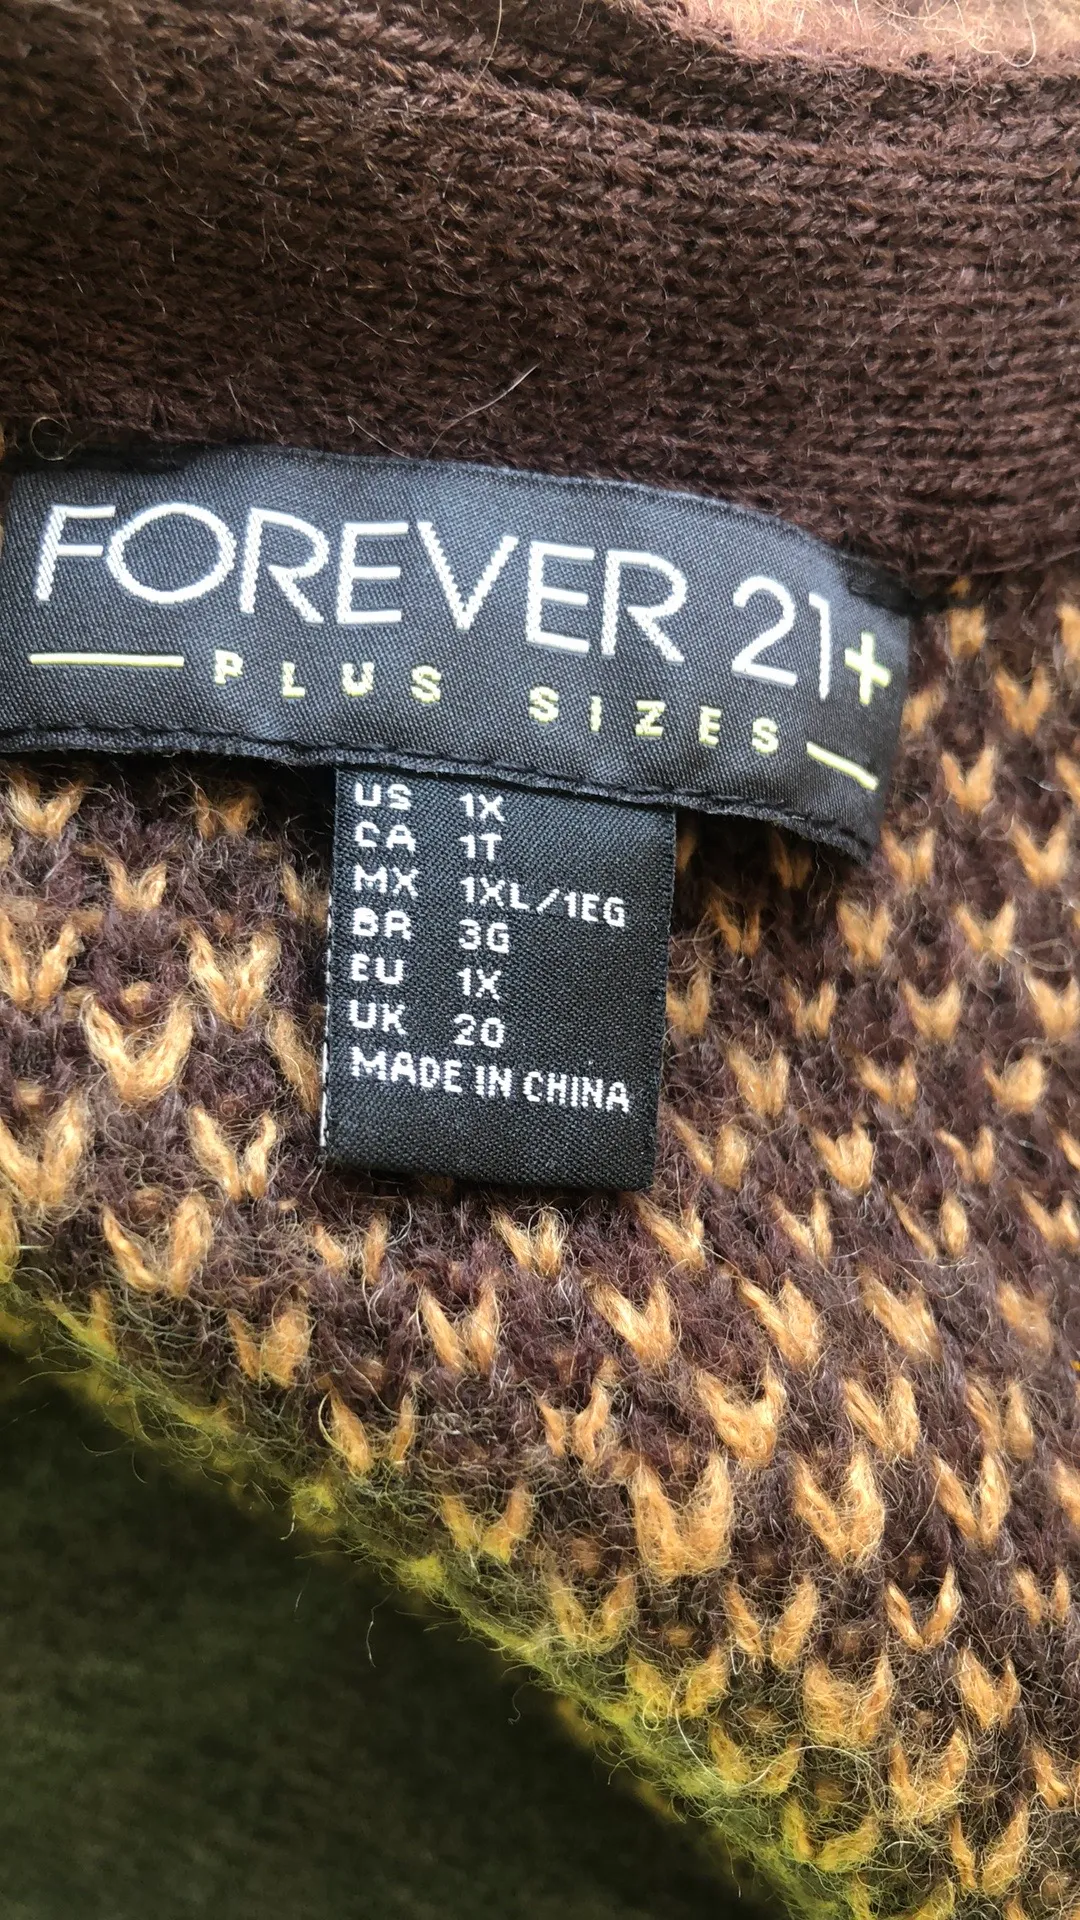 FOREVER 21+
PLUS SIZES
US 1X
CA 1T
MX 1XL/1EG
BR 3G
EU 1X
UK 20
MADE IN CHINA